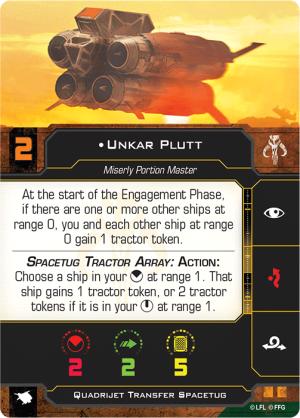 2
•Unkar Plutt
Miserly Portion Master
At the start of the Engagement Phase,
if there are one or more other ships at
range 0, you and each other ship at range
0 gain 1 tractor token.
Spacetug Tractor Array: Action:
Choose a ship in your at range 1. That
ship gains 1 tractor token, or 2 tractor
tokens if it is in your at range 1.
2 2 5
Quadrijet Transfer Spacetug
© LFL © FFG